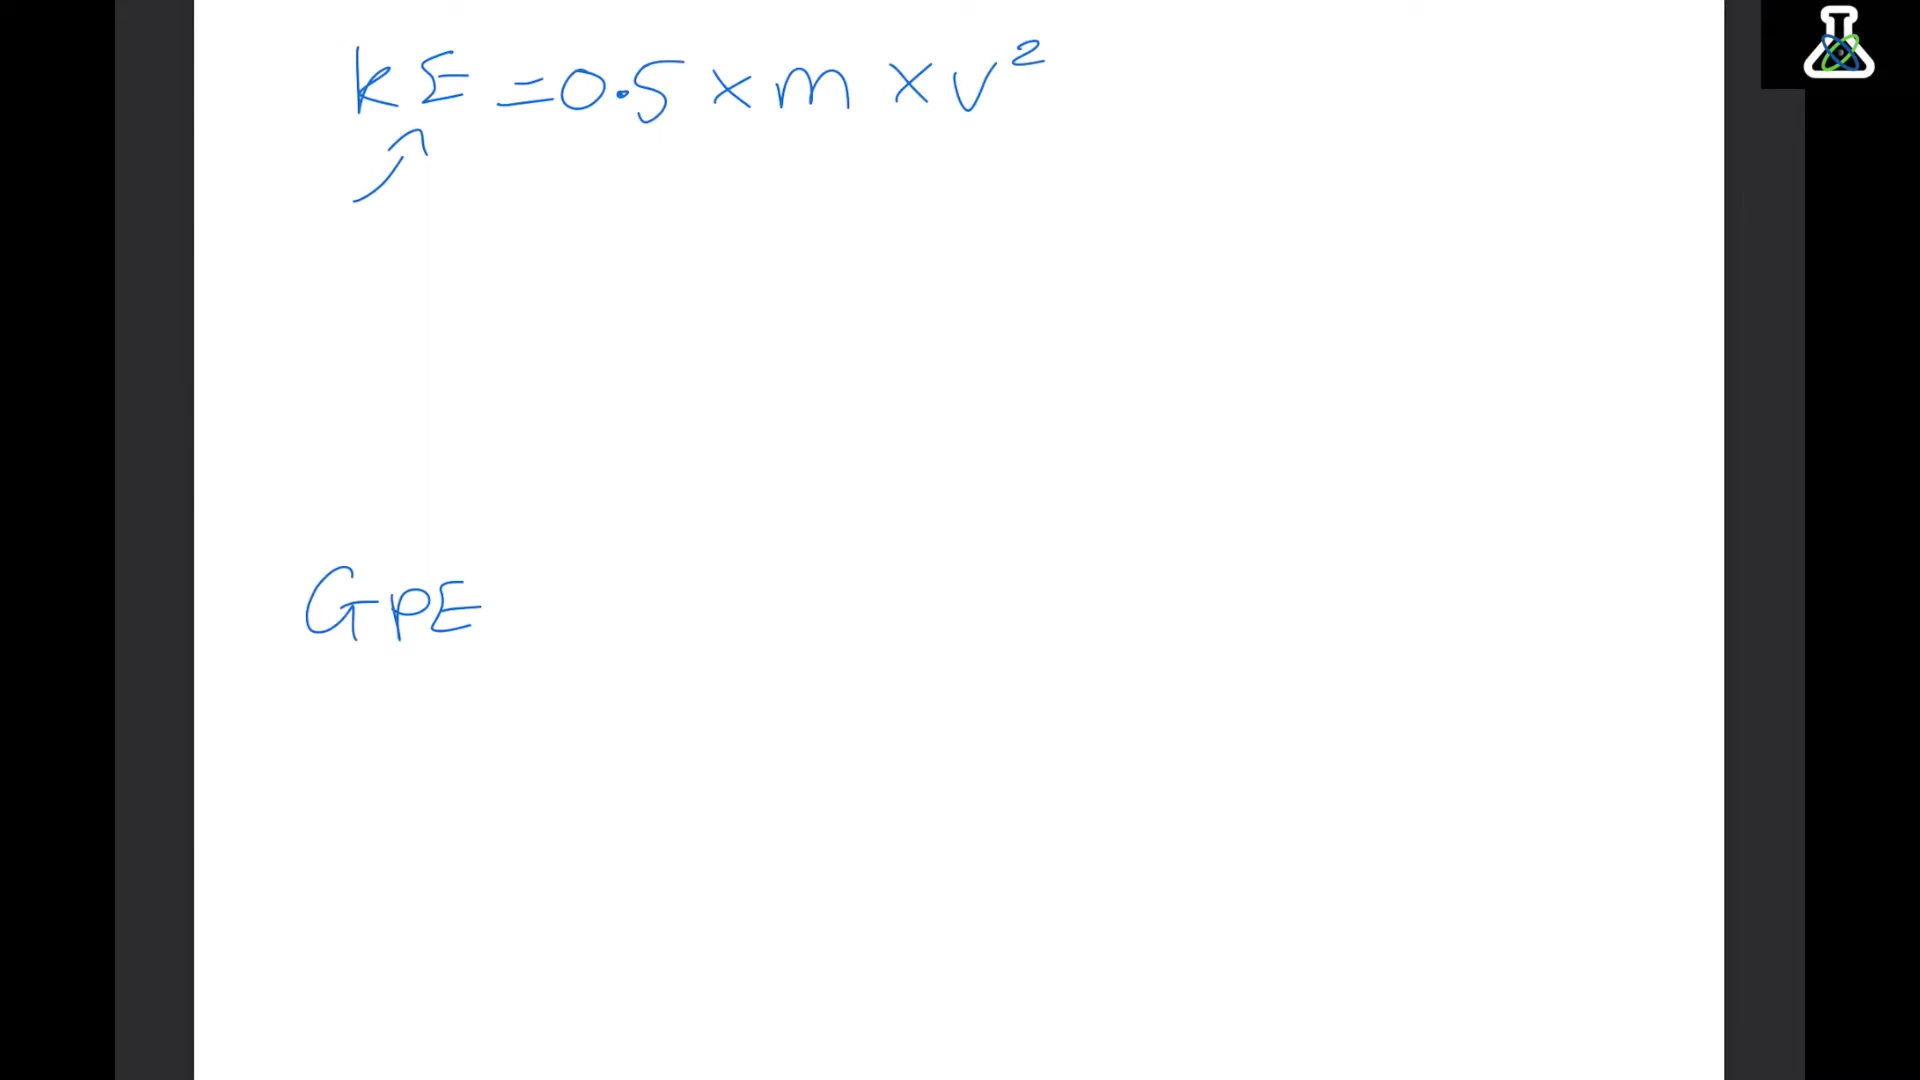 KE = 0.5 × m × v²
GPE